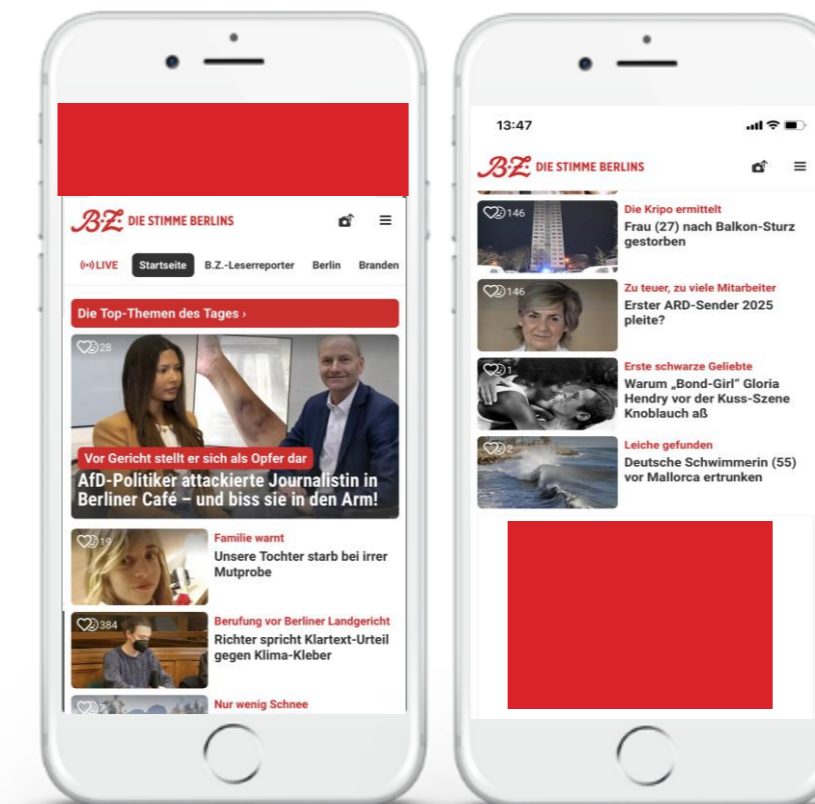 B.Z. DIE STIMME BERLINS
LIVE Startseite B.Z.-Leserreporter Berlin Branden
Die Top-Themen des Tages ›
28
Vor Gericht stellt er sich als Opfer dar
AfD-Politiker attackierte Journalistin in
Berliner Café – und biss sie in den Arm!
19
Familie warnt
Unsere Tochter starb bei irrer
Mutprobe
384
Berufung vor Berliner Landgericht
Richter spricht Klartext-Urteil
gegen Klima-Kleber
Nur wenig Schnee
13:47
B.Z. DIE STIMME BERLINS
146
Die Kripo ermittelt
Frau (27) nach Balkon-Sturz
gestorben
146
Zu teuer, zu viele Mitarbeiter
Erster ARD-Sender 2025
pleite?
1
Erste schwarze Geliebte
Warum „Bond-Girl“ Gloria
Hendry vor der Kuss-Szene
Knoblauch aß
2
Leiche gefunden
Deutsche Schwimmerin (55)
vor Mallorca ertrunken